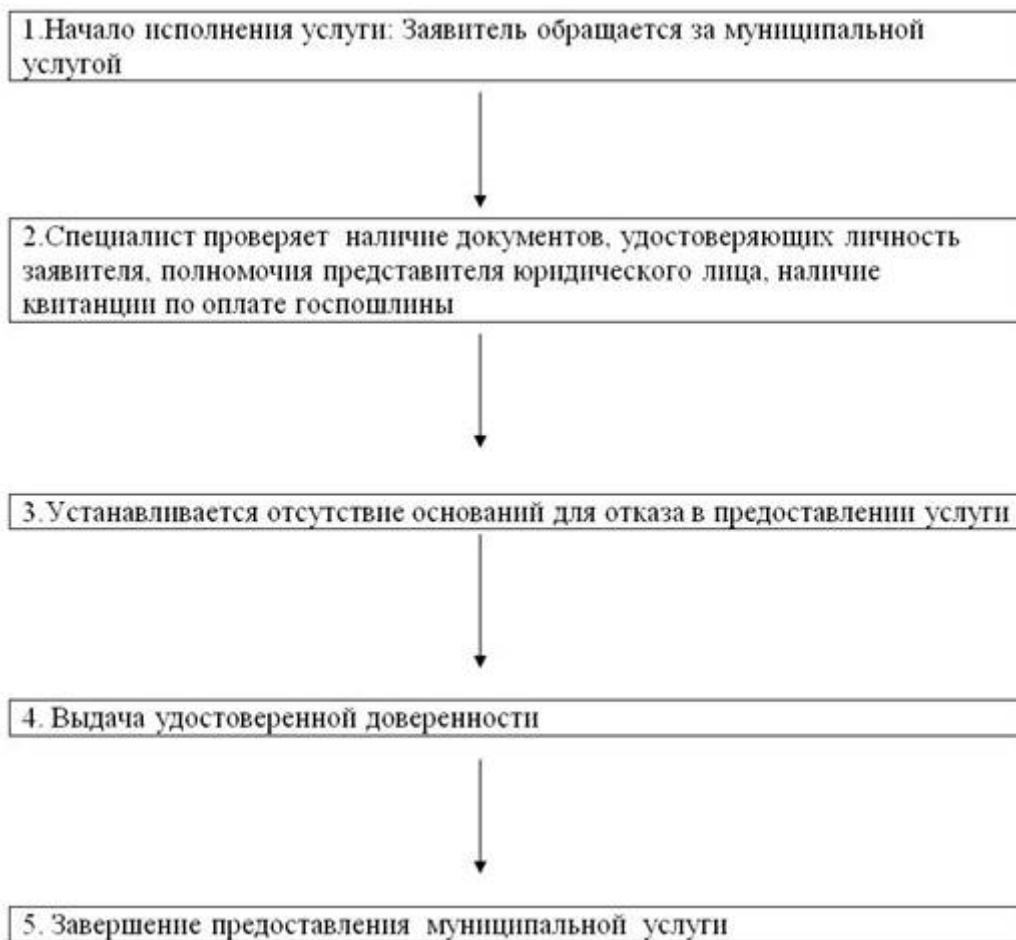 1.Начало исполнения услуги: Заявитель обращается за муниципальной
услугой
2.Специалист проверяет наличие документов, удостоверяющих личность
заявителя, полномочия представителя юридического лица, наличие
квитанции по оплате госпошлины
3.Устанавливается отсутствие оснований для отказа в предоставлении услуги
4. Выдача удостоверенной доверенности
5. Завершение предоставления муниципальной услуги